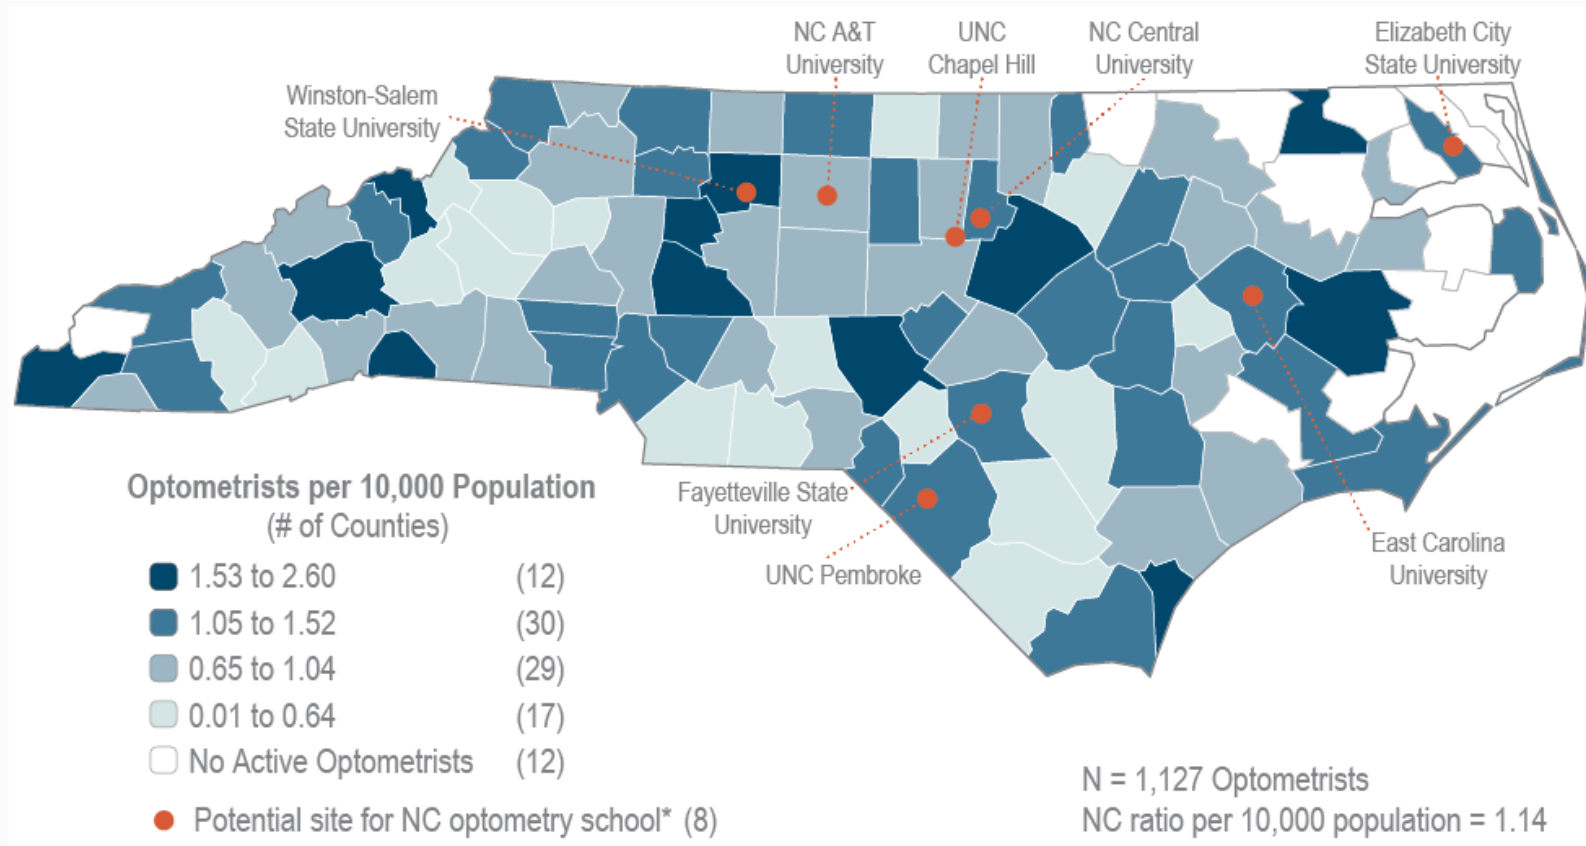 NC A&T
University
UNC
Chapel Hill
NC Central
University
Elizabeth City
State University
Winston-Salem
State University
Optometrists per 10,000 Population
(# of Counties)
1.53 to 2.60 (12)
1.05 to 1.52 (30)
0.65 to 1.04 (29)
0.01 to 0.64 (17)
No Active Optometrists (12)
Potential site for NC optometry school* (8)
Fayetteville State
University
UNC Pembroke
East Carolina
University
N = 1,127 Optometrists
NC ratio per 10,000 population = 1.14